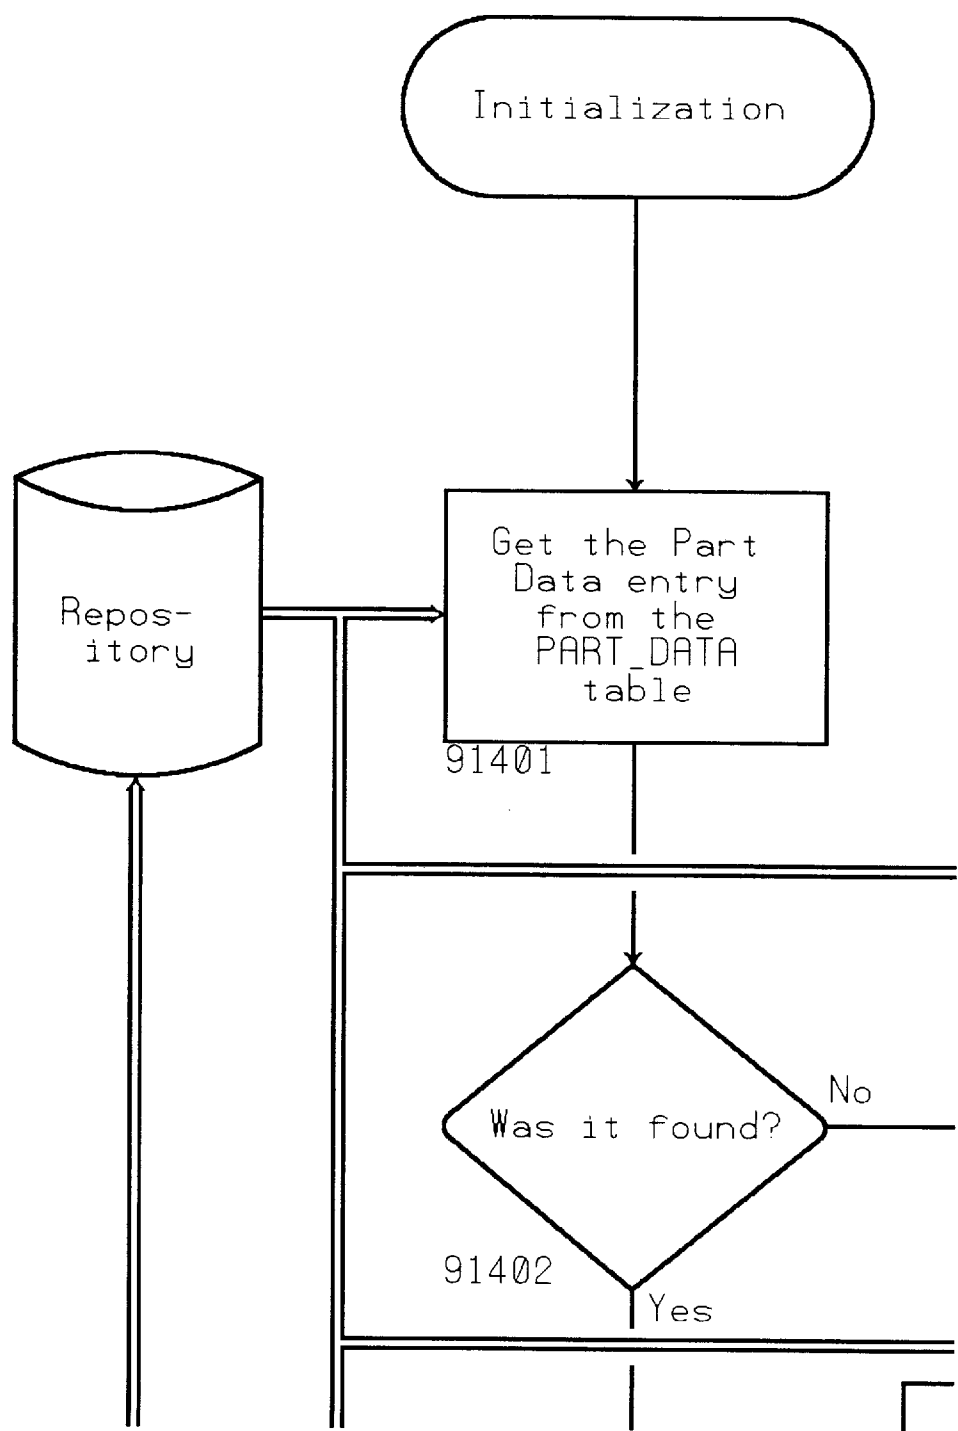 Initialization
Get the Part
Data entry
from the
PART_DATA
table
Repos-
itory
91401
No
Was it found?
91402
Yes